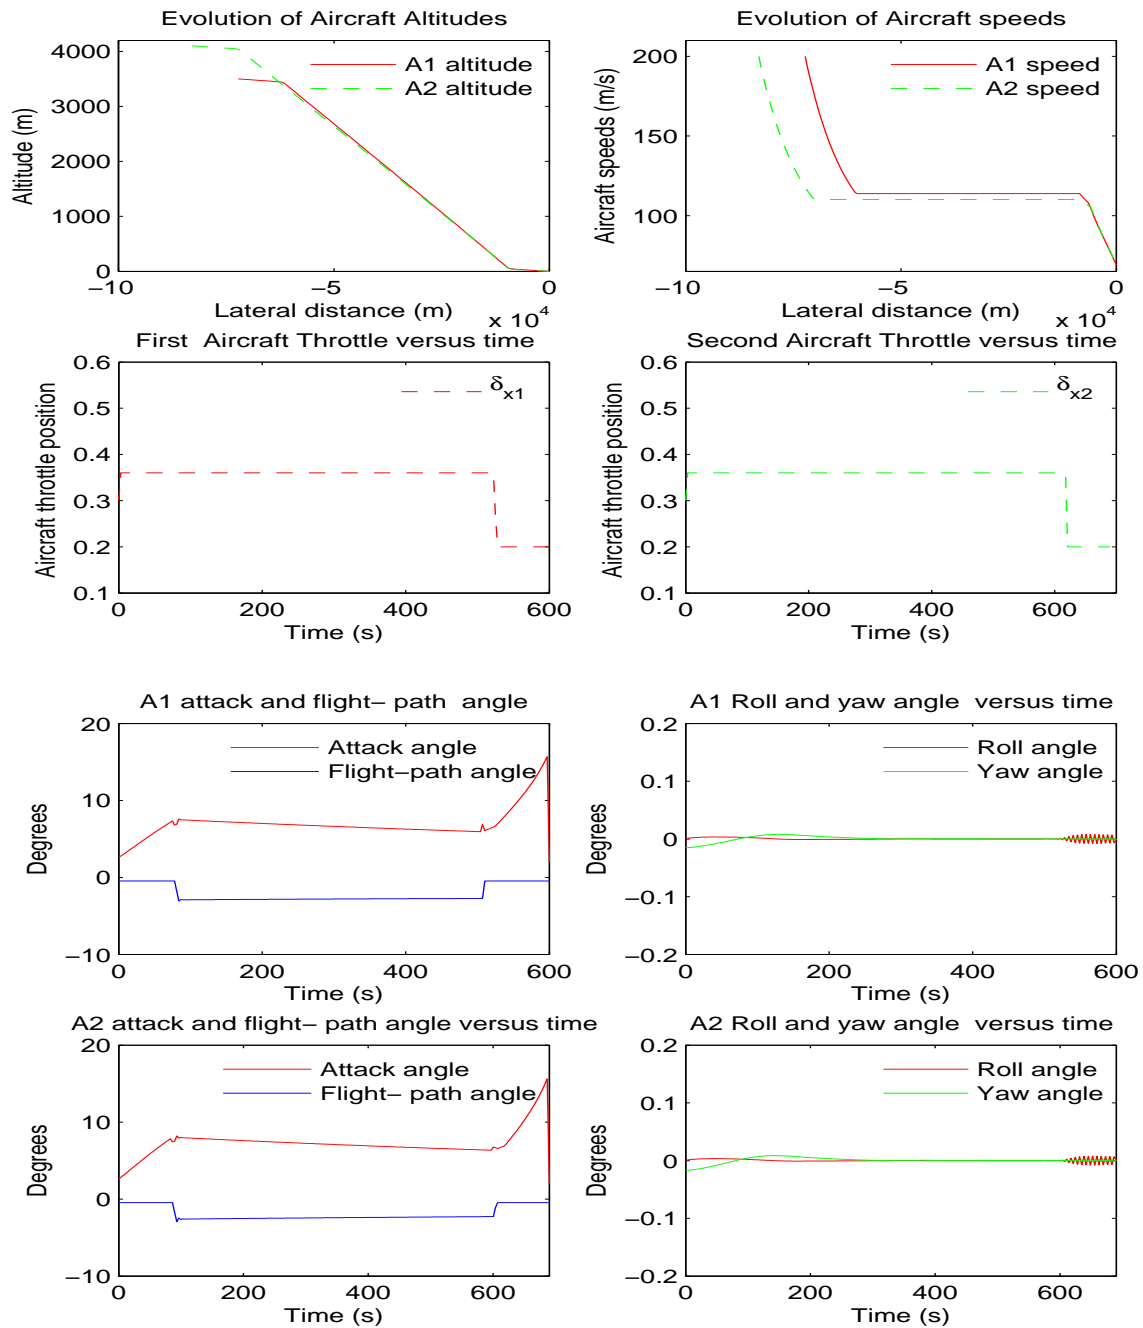 Evolution of Aircraft Altitudes
4000
3000
2000
1000
0
−10
−5
0
Altitude (m)
Lateral distance (m)
x 10^4
A1 altitude
A2 altitude
Evolution of Aircraft speeds
200
150
100
−10
−5
0
Aircraft speeds (m/s)
Lateral distance (m)
x 10^4
A1 speed
A2 speed
First Aircraft Throttle versus time
0.6
0.5
0.4
0.3
0.2
0.1
0
200
400
600
Aircraft throttle position
Time (s)
δx1
Second Aircraft Throttle versus time
0.6
0.5
0.4
0.3
0.2
0.1
0
200
400
600
Aircraft throttle position
Time (s)
δx2
A1 attack and flight− path angle
20
10
0
−10
0
200
400
600
Degrees
Time (s)
Attack angle
Flight−path angle
A1 Roll and yaw angle versus time
0.2
0.1
0
−0.1
−0.2
0
200
400
600
Degrees
Time (s)
Roll angle
Yaw angle
A2 attack and flight− path angle versus time
20
10
0
−10
0
200
400
600
Degrees
Time (s)
Attack angle
Flight− path angle
A2 Roll and yaw angle versus time
0.2
0.1
0
−0.1
−0.2
0
200
400
600
Degrees
Time (s)
Roll angle
Yaw angle